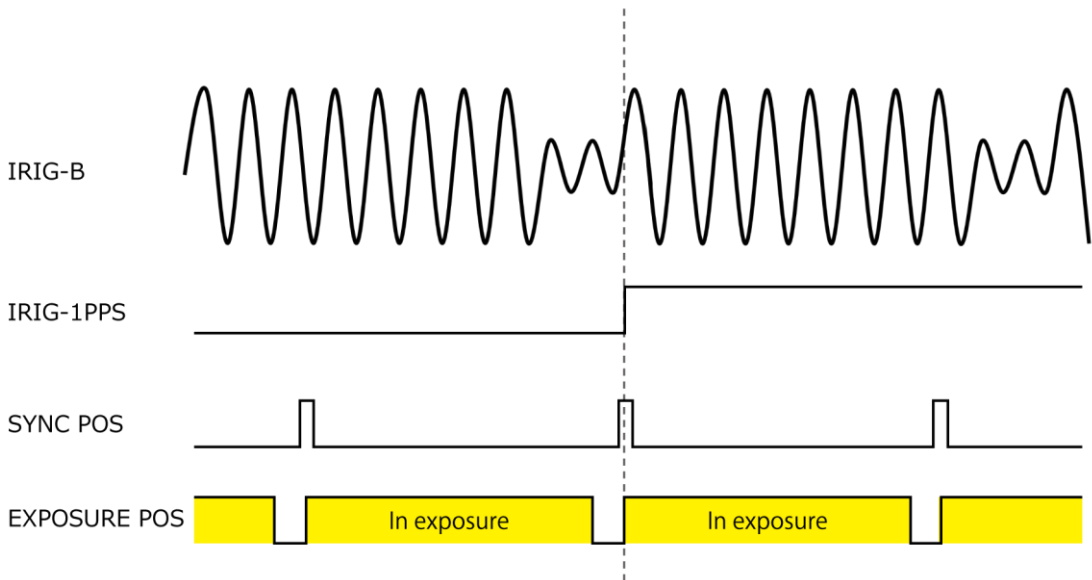 IRIG-B
IRIG-1PPS
SYNC POS
EXPOSURE POS
In exposure
In exposure